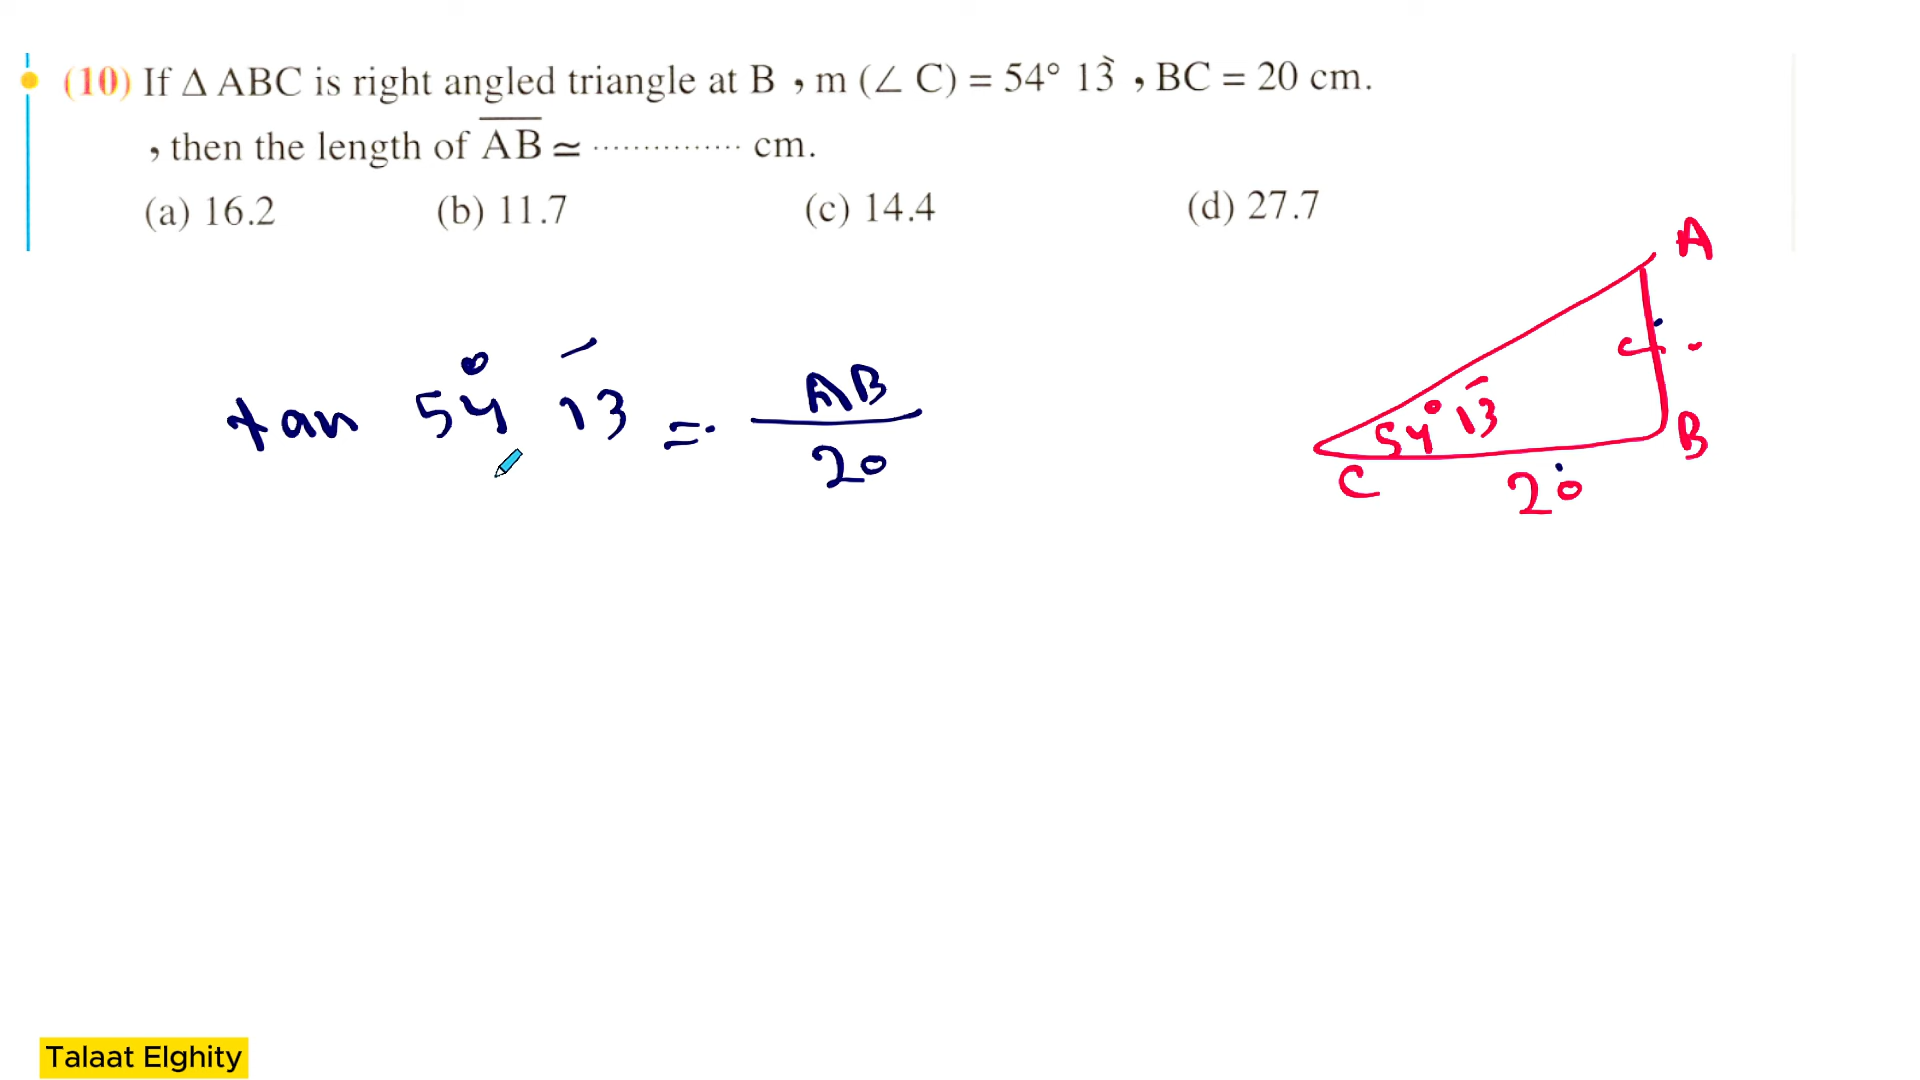 (10) If Δ ABC is right angled triangle at B , m (∠ C) = 54° 13̀ , BC = 20 cm.
, then the length of A̅B̅ ≃ ............... cm.
(a) 16.2 (b) 11.7 (c) 14.4 (d) 27.7
A
tan 54° 13′ = AB/20
54° 13′
B
C
20
Talaat Elghity